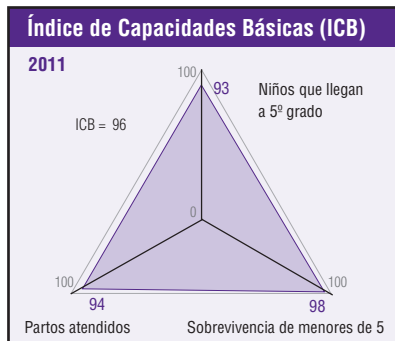 Índice de Capacidades Básicas (ICB)
2011
100
93
Niños que llegan
a 5º grado
ICB = 96
0
100
100
94
98
Partos atendidos
Sobrevivencia de menores de 5